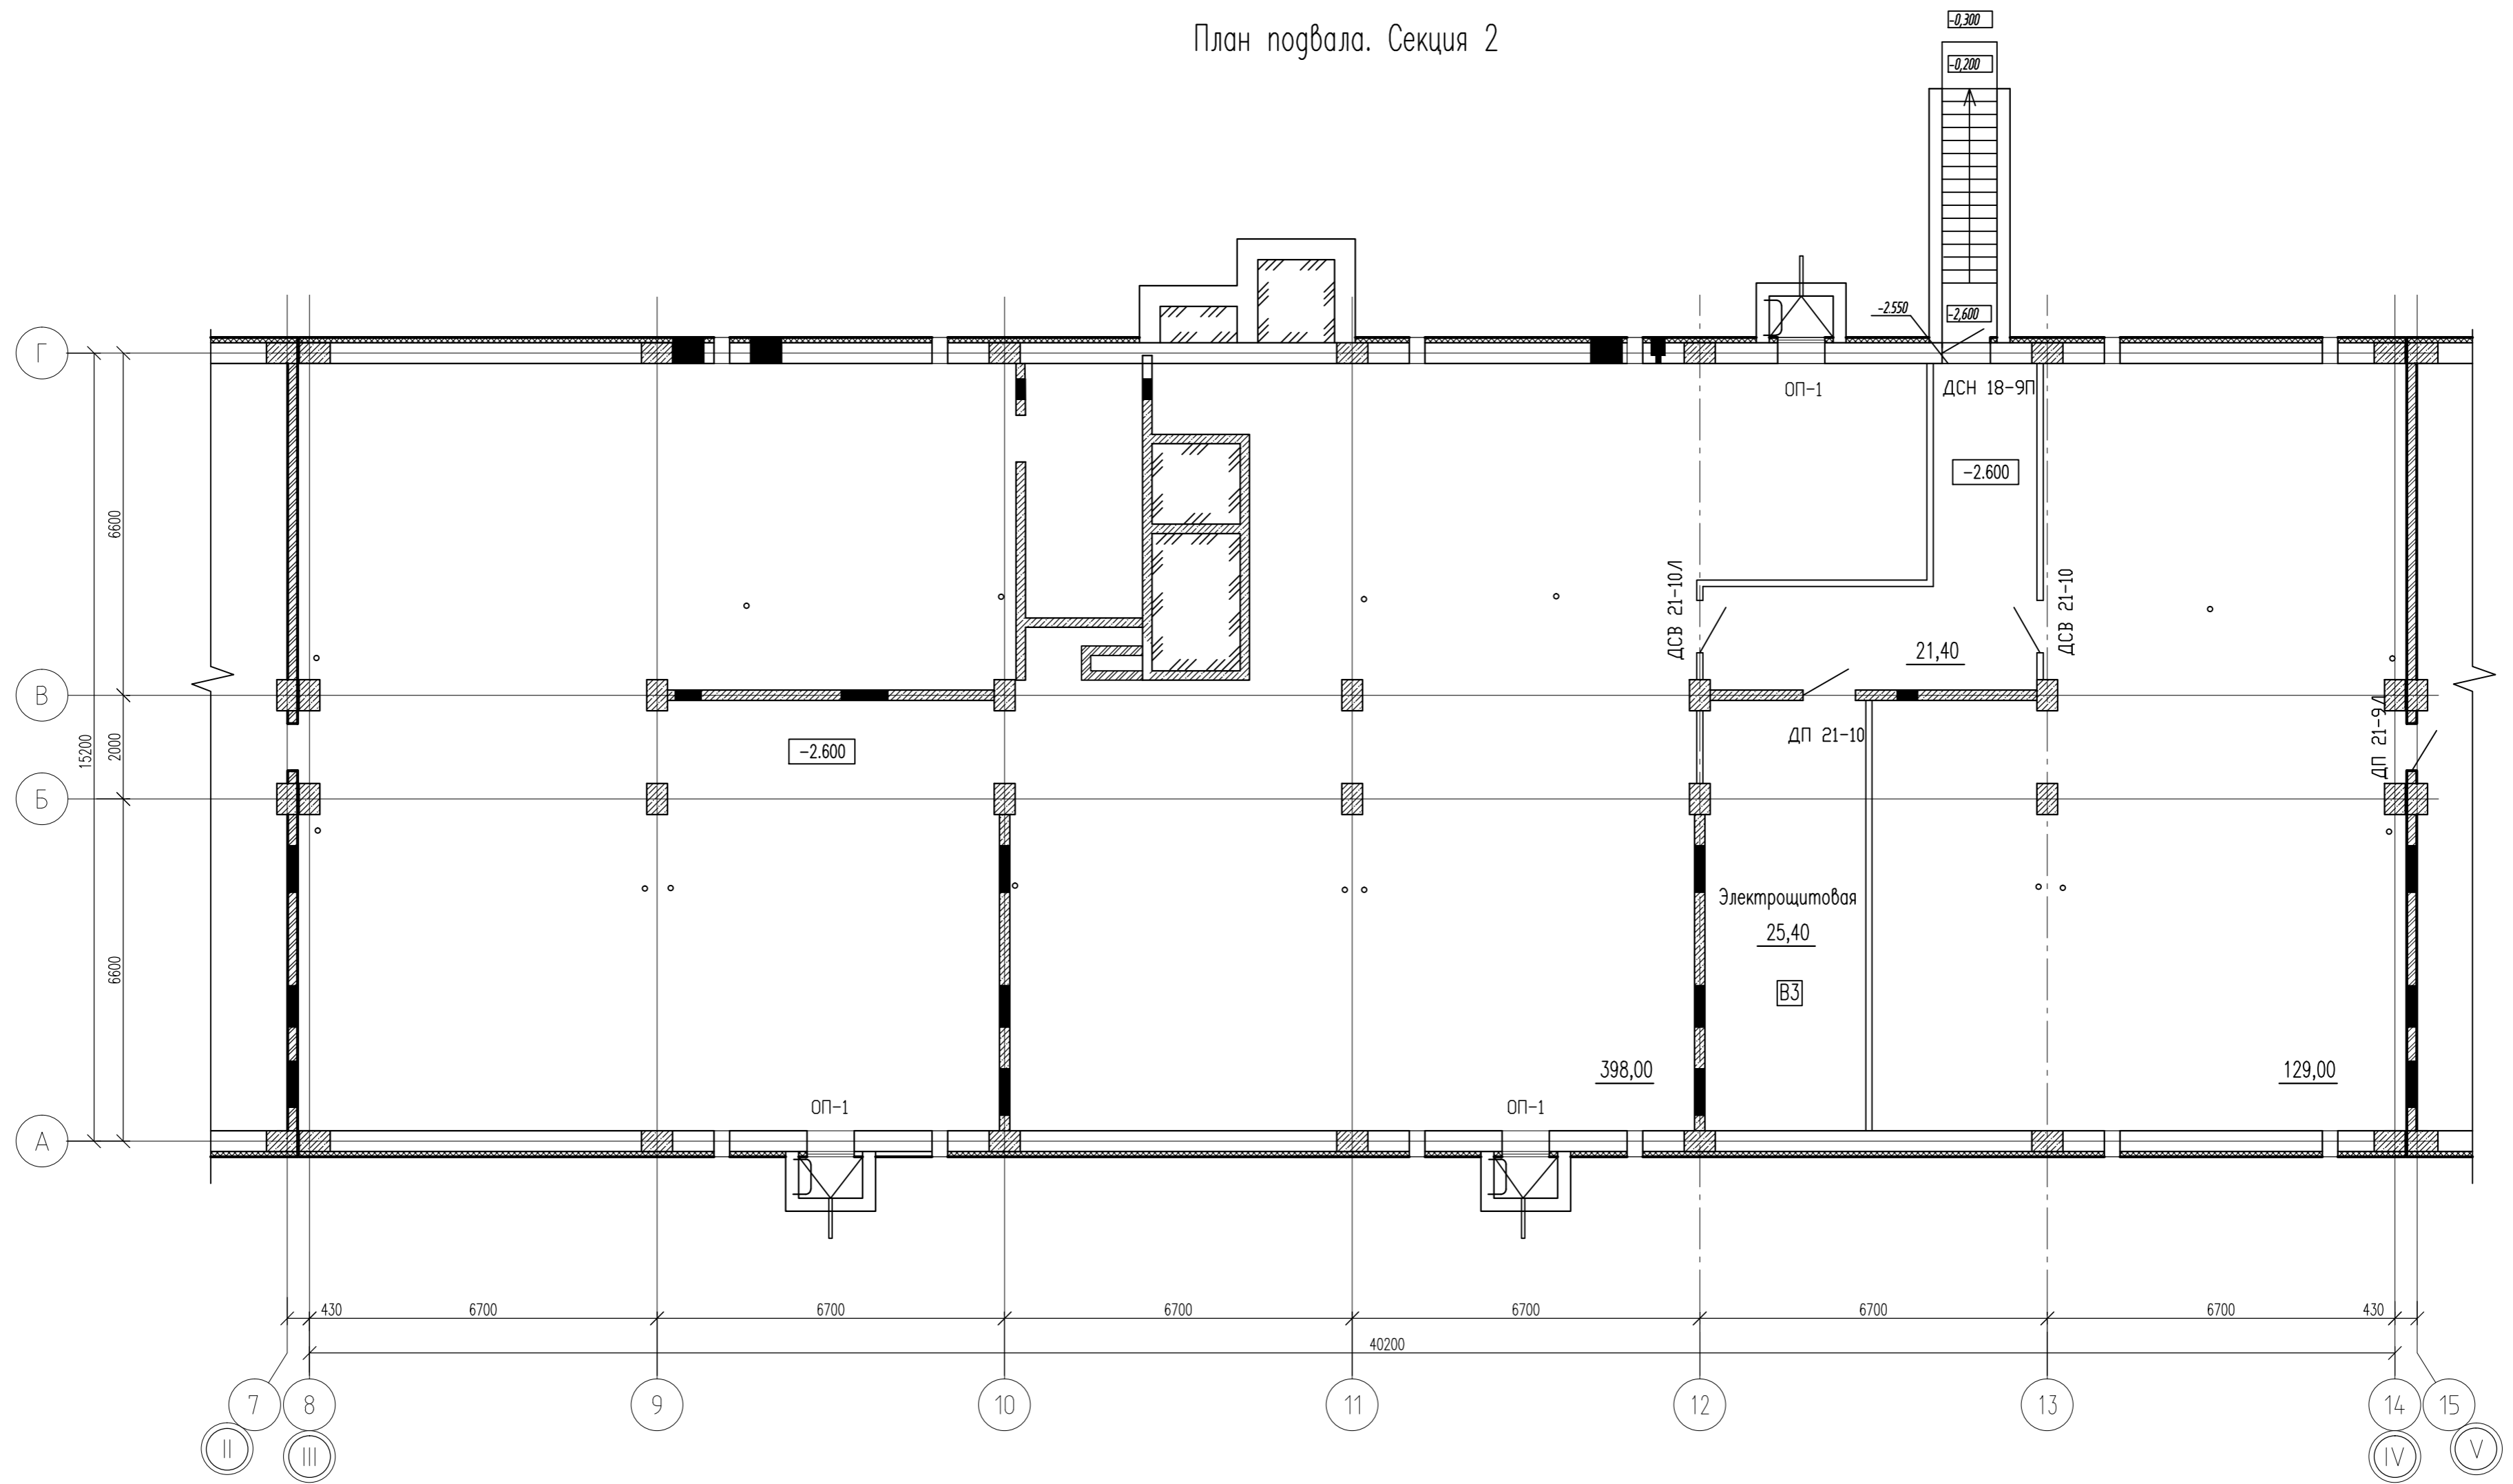 План подвала. Секция 2
-0,300
-0,200
-2.550
-2,600
Г
ОП-1
ДСН 18-9П
-2.600
6600
ДСВ 21-10Л
ДСВ 21-10
21,40
В
ДП 21-10
ДП 21-9Л
-2.600
15200
2000
Б
Электрощитовая
25,40
6600
В3
398,00
129,00
ОП-1
ОП-1
А
430
6700
6700
6700
6700
6700
6700
430
40200
7
8
9
10
11
12
13
14
15
II
III
IV
V